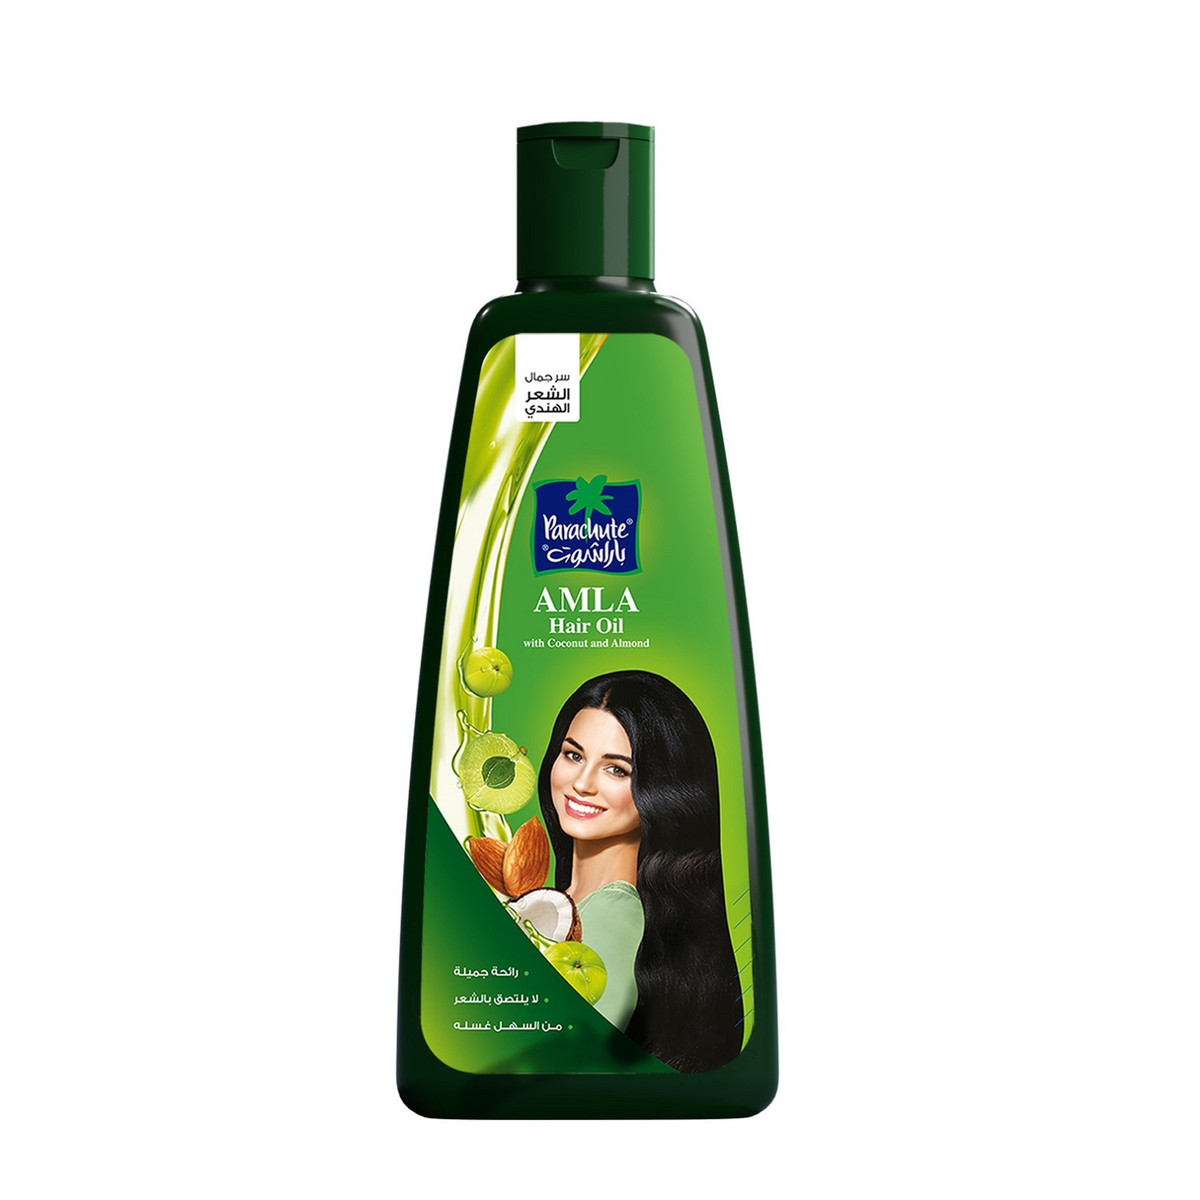 سر جمال
الشعر
الهندي
Parachute®
باراشوت®
AMLA
Hair Oil
with Coconut and Almond
• رائحة جميلة
• لا يلتصق بالشعر
• من السهل غسله